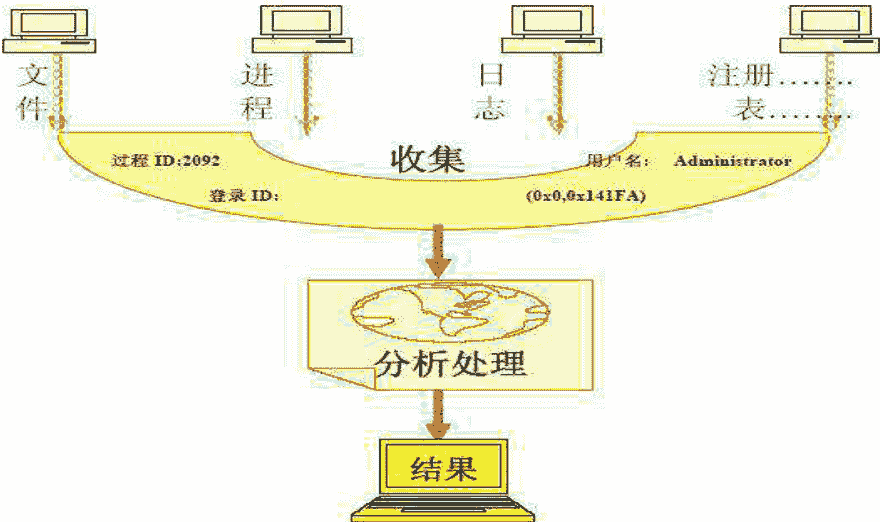 文件
进程
日志
注册……
表……
收集
过程 ID:2092
用户名: Administrator
登录 ID:
(0x0,0x141FA)
分析处理
结果